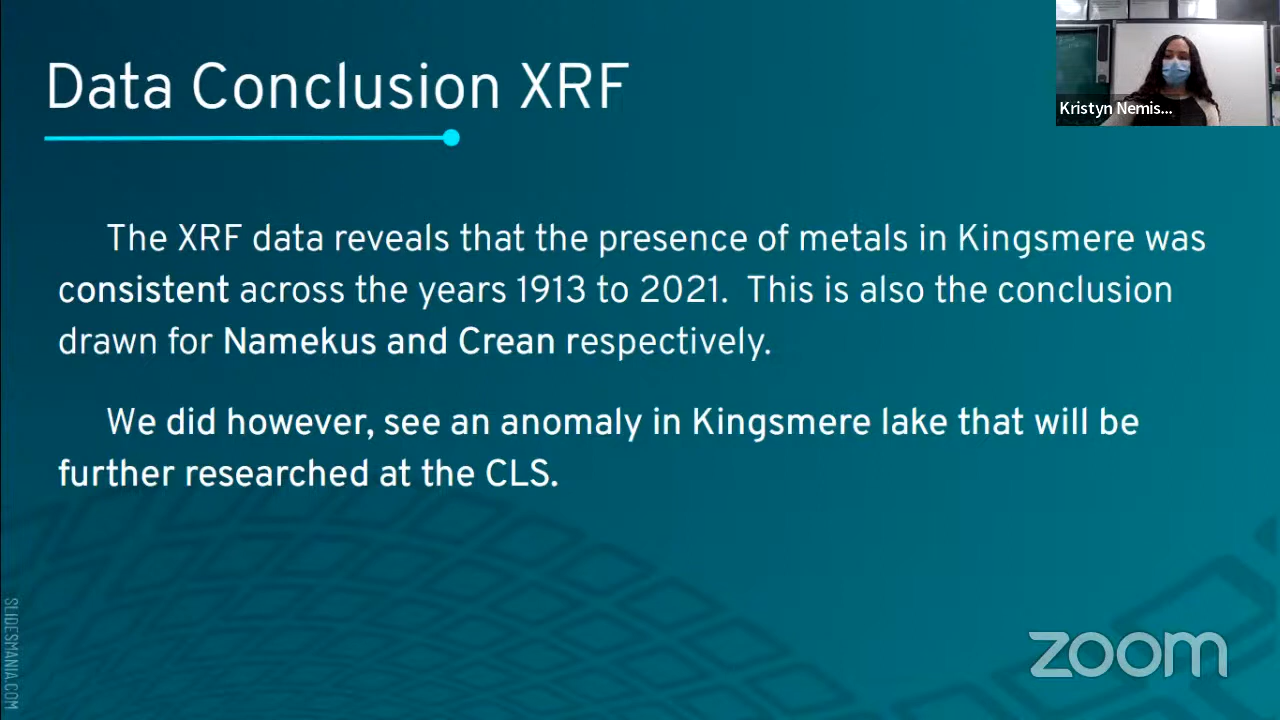 Data Conclusion XRF
Kristyn Nemis...
The XRF data reveals that the presence of metals in Kingsmere was
consistent across the years 1913 to 2021.  This is also the conclusion
drawn for Namekus and Crean respectively.
We did however, see an anomaly in Kingsmere lake that will be
further researched at the CLS.
SLIDESMANIA.COM
zoom